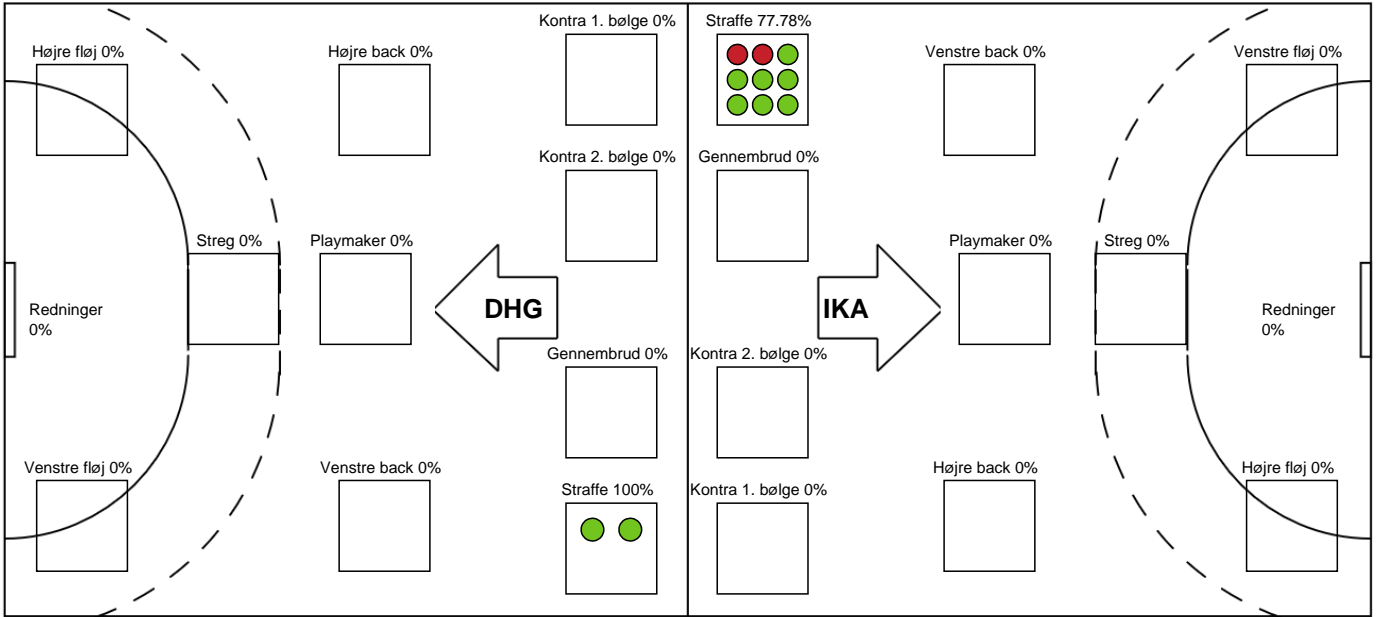 Kontra 1. bølge 0%
Straffe 77.78%
Højre fløj 0%
Højre back 0%
Venstre back 0%
Venstre fløj 0%
Kontra 2. bølge 0%
Gennembrud 0%
Streg 0%
Playmaker 0%
Playmaker 0%
Streg 0%
Redninger
0%
DHG
IKA
Redninger
0%
Gennembrud 0%
Kontra 2. bølge 0%
Venstre fløj 0%
Venstre back 0%
Højre back 0%
Højre fløj 0%
Straffe 100%
Kontra 1. bølge 0%